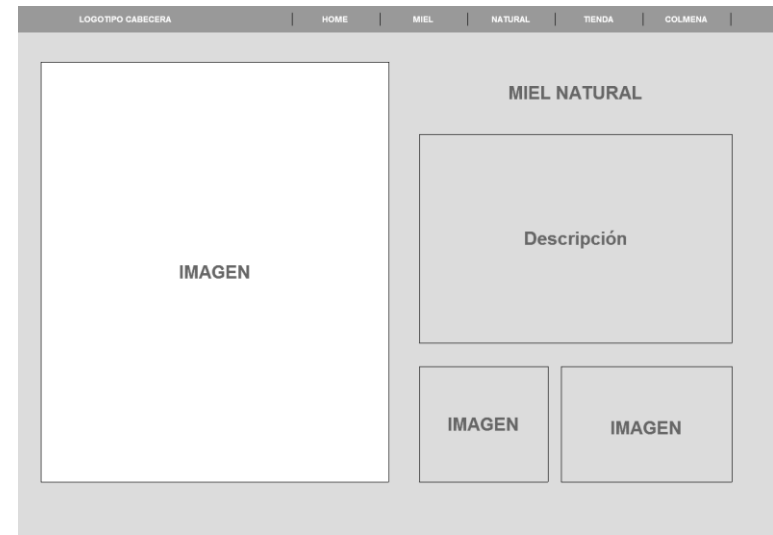 LOGOTIPO CABECERA | HOME | MIEL | NATURAL | TIENDA | COLMENA |
MIEL NATURAL
IMAGEN
Descripción
IMAGEN
IMAGEN